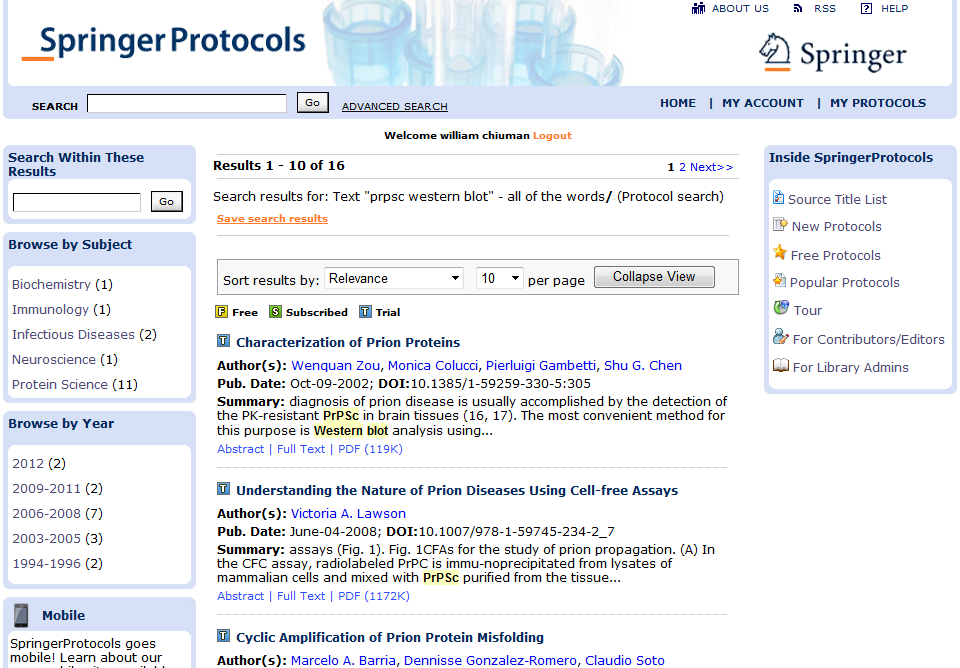 ABOUT US RSS ? HELP
SpringerProtocols
Springer
SEARCH Go ADVANCED SEARCH
HOME | MY ACCOUNT | MY PROTOCOLS
Welcome william chiuman Logout
Search Within These
Results
Go
Browse by Subject
Biochemistry (1)
Immunology (1)
Infectious Diseases (2)
Neuroscience (1)
Protein Science (11)
Browse by Year
2012 (2)
2009-2011 (2)
2006-2008 (7)
2003-2005 (3)
1994-1996 (2)
Mobile
SpringerProtocols goes
mobile! Learn about our
Results 1 - 10 of 16
1 2 Next>>
Search results for: Text "prpsc western blot" - all of the words/ (Protocol search)
Save search results
Sort results by: Relevance 10 per page Collapse View
F Free S Subscribed T Trial
T Characterization of Prion Proteins
Author(s): Wenquan Zou, Monica Colucci, Pierluigi Gambetti, Shu G. Chen
Pub. Date: Oct-09-2002; DOI:10.1385/1-59259-330-5:305
Summary: diagnosis of prion disease is usually accomplished by the detection of
the PK-resistant PrPSc in brain tissues (16, 17). The most convenient method for
this purpose is Western blot analysis using...
Abstract | Full Text | PDF (119K)
T Understanding the Nature of Prion Diseases Using Cell-free Assays
Author(s): Victoria A. Lawson
Pub. Date: June-04-2008; DOI:10.1007/978-1-59745-234-2_7
Summary: assays (Fig. 1). Fig. 1CFAs for the study of prion propagation. (A) In
the CFC assay, radiolabeled PrPC is immu-noprecipitated from lysates of
mammalian cells and mixed with PrPSc purified from the tissue...
Abstract | Full Text | PDF (1172K)
T Cyclic Amplification of Prion Protein Misfolding
Author(s): Marcelo A. Barria, Dennisse Gonzalez-Romero, Claudio Soto
Inside SpringerProtocols
Source Title List
New Protocols
Free Protocols
Popular Protocols
Tour
For Contributors/Editors
For Library Admins